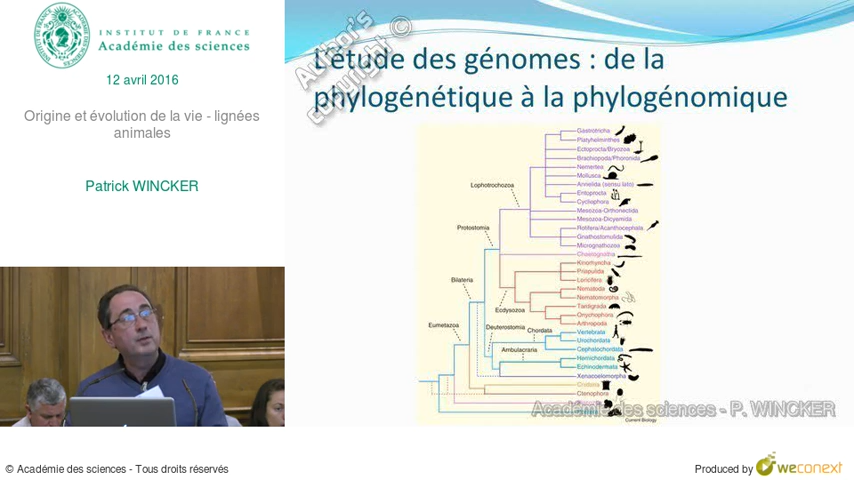 INSTITUT DE FRANCE
Académie des sciences
12 avril 2016
Origine et évolution de la vie - lignées
animales
Patrick WINCKER
Author's
copyright ©
L'étude des génomes : de la
phylogénétique à la phylogénomique
Gastrotricha
Platyhelminthes
Ectoprocta/Bryozoa
Brachiopoda/Phoronida
Nemertea
Mollusca
Annelida (sensu lato)
Entoprocta
Cycliophora
Mesozoa-Orthonectida
Mesozoa-Dicyemida
Rotifera/Acanthocephala
Gnathostomulida
Micrognathozoa
Chaetognatha
Kinorhyncha
Priapulida
Loricifera
Nematoda
Nematomorpha
Tardigrada
Onychophora
Arthropoda
Vertebrata
Urochordata
Cephalochordata
Hemichordata
Echinodermata
Xenacoelomorpha
Cnidaria
Ctenophora
Lophotrochozoa
Protostomia
Bilateria
Ecdysozoa
Eumetazoa
Deuterostomia
Chordata
Ambulacraria
Current Biology
Académie des sciences - P. WINCKER
© Académie des sciences - Tous droits réservés
Produced by weconext